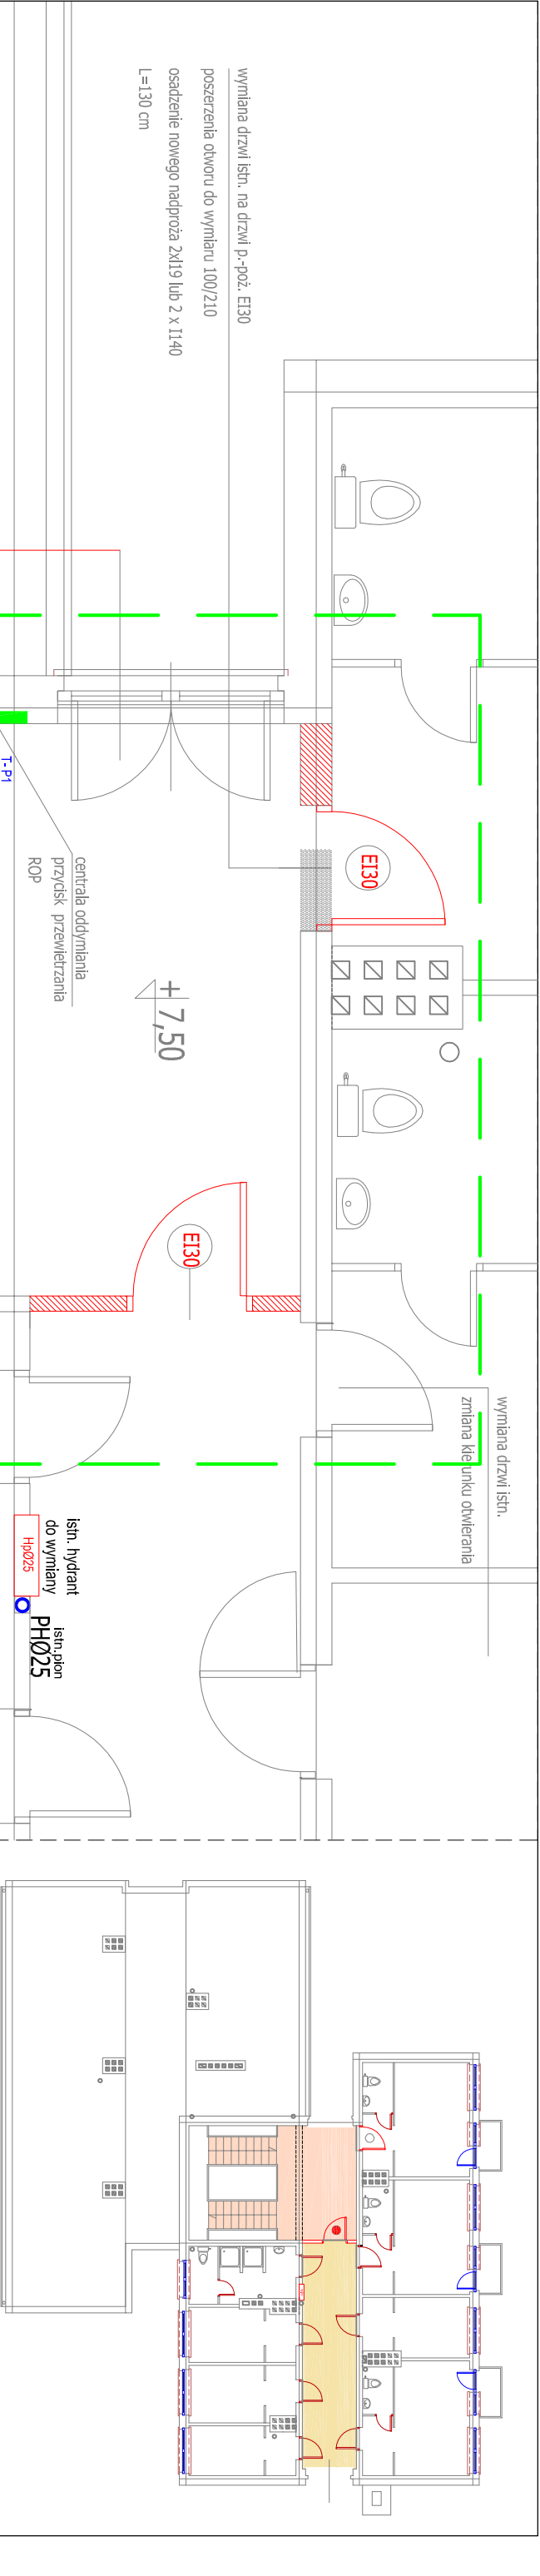 wymiana drzwi istn. na drzwi p.-poż. EI30
poszerzenia otworu do wymiaru 100/210
osadzenie nowego nadproża 2xI19 lub 2 x I140
L=130 cm
EI30
T- P1
centrala oddymiania
przycisk przewietrzania
ROP
+ 7,50
EI30
wymiana drzwi istn.
zmiana kierunku otwierania
istn. hydrant
do wymiany
HpØ25
istn.pion
PHØ25